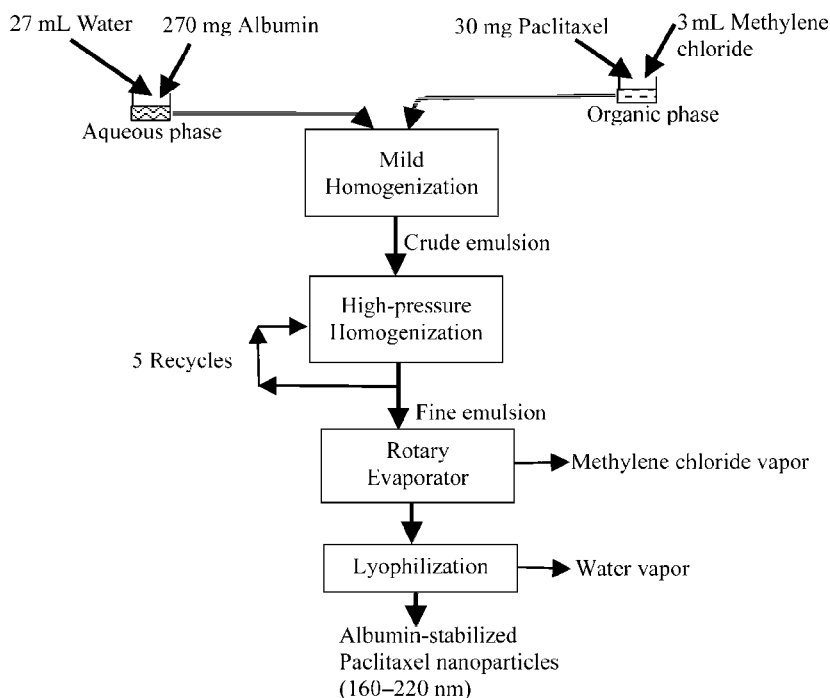 27 mL Water
270 mg Albumin
30 mg Paclitaxel
3 mL Methylene
chloride
Aqueous phase
Organic phase
Mild
Homogenization
Crude emulsion
High-pressure
Homogenization
5 Recycles
Fine emulsion
Rotary
Evaporator
Methylene chloride vapor
Lyophilization
Water vapor
Albumin-stabilized
Paclitaxel nanoparticles
(160–220 nm)